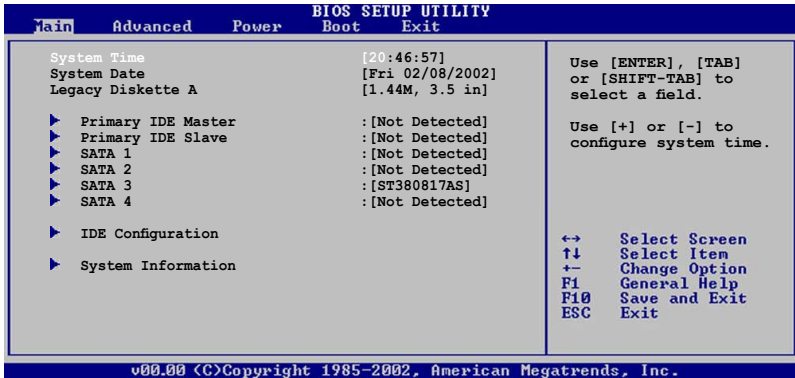 BIOS SETUP UTILITY
Main Advanced Power Boot Exit
System Time [20:46:57]
System Date [Fri 02/08/2002]
Legacy Diskette A [1.44M, 3.5 in]
Primary IDE Master :[Not Detected]
Primary IDE Slave :[Not Detected]
SATA 1 :[Not Detected]
SATA 2 :[Not Detected]
SATA 3 :[ST380817AS]
SATA 4 :[Not Detected]
IDE Configuration
System Information
Use [ENTER], [TAB]
or [SHIFT-TAB] to
select a field.
Use [+] or [-] to
configure system time.
←→ Select Screen
↑↓ Select Item
+- Change Option
F1 General Help
F10 Save and Exit
ESC Exit
v00.00 (C)Copyright 1985-2002, American Megatrends, Inc.